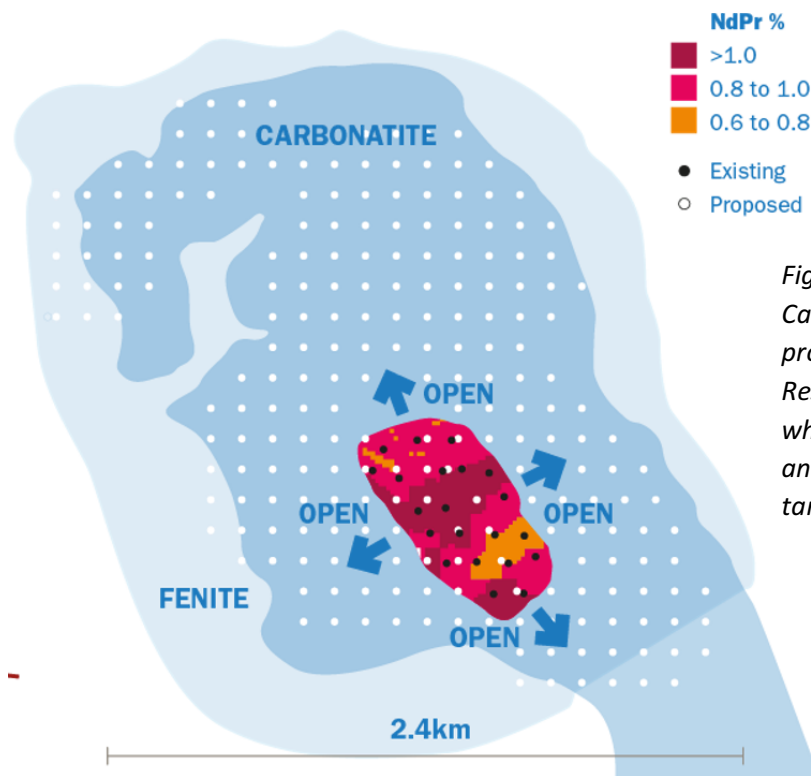 NdPr %
>1.0
0.8 to 1.0
0.6 to 0.8
Existing
Proposed
CARBONATITE
OPEN
OPEN
OPEN
FENITE
OPEN
2.4km